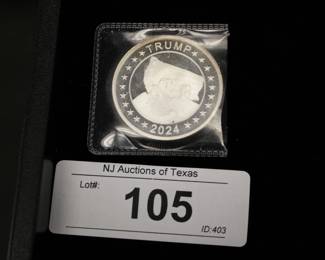 TRUMP
2024
NJ Auctions of Texas
Lot#:
105
ID:403